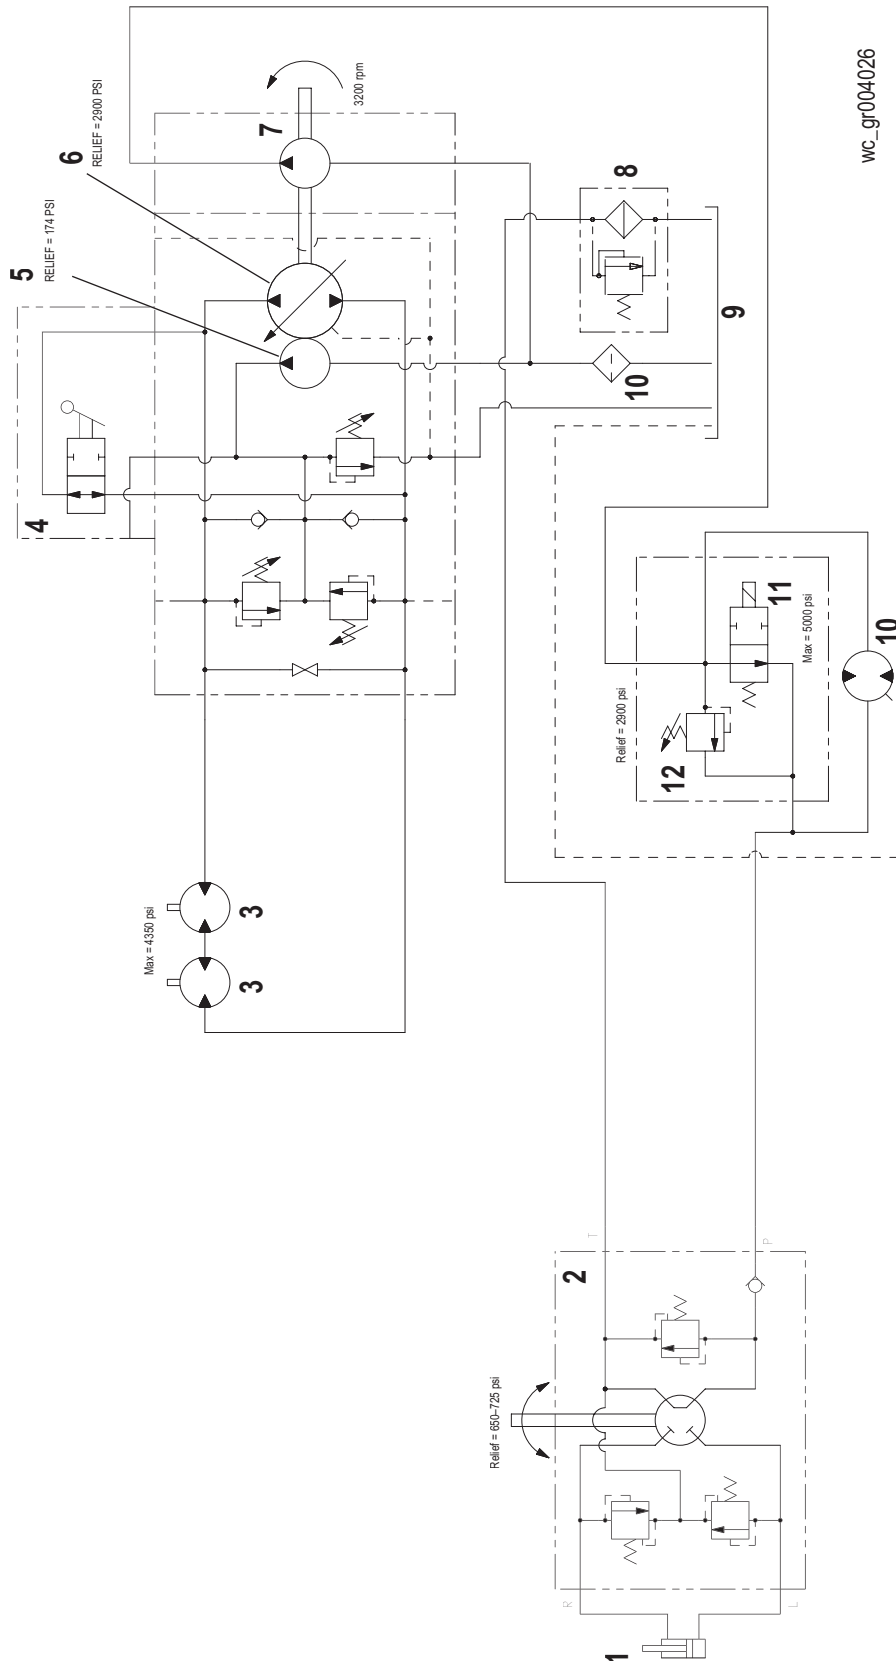 wc_gr004026
6
RELIEF = 2900 PSI
3200 rpm
7
5
RELIEF = 174 PSI
8
9
10
4
Max = 4350 psi
3
3
11
Max = 5000 psi
10
Relief = 2900 psi
12
T
P
2
Relief = 650–725 psi
R
L
1